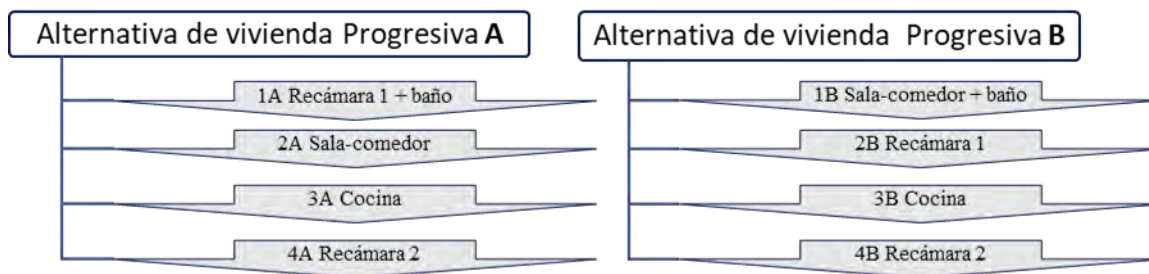 Alternativa de vivienda Progresiva A
1A Recámara 1 + baño
2A Sala-comedor
3A Cocina
4A Recámara 2
Alternativa de vivienda Progresiva B
1B Sala-comedor + baño
2B Recámara 1
3B Cocina
4B Recámara 2